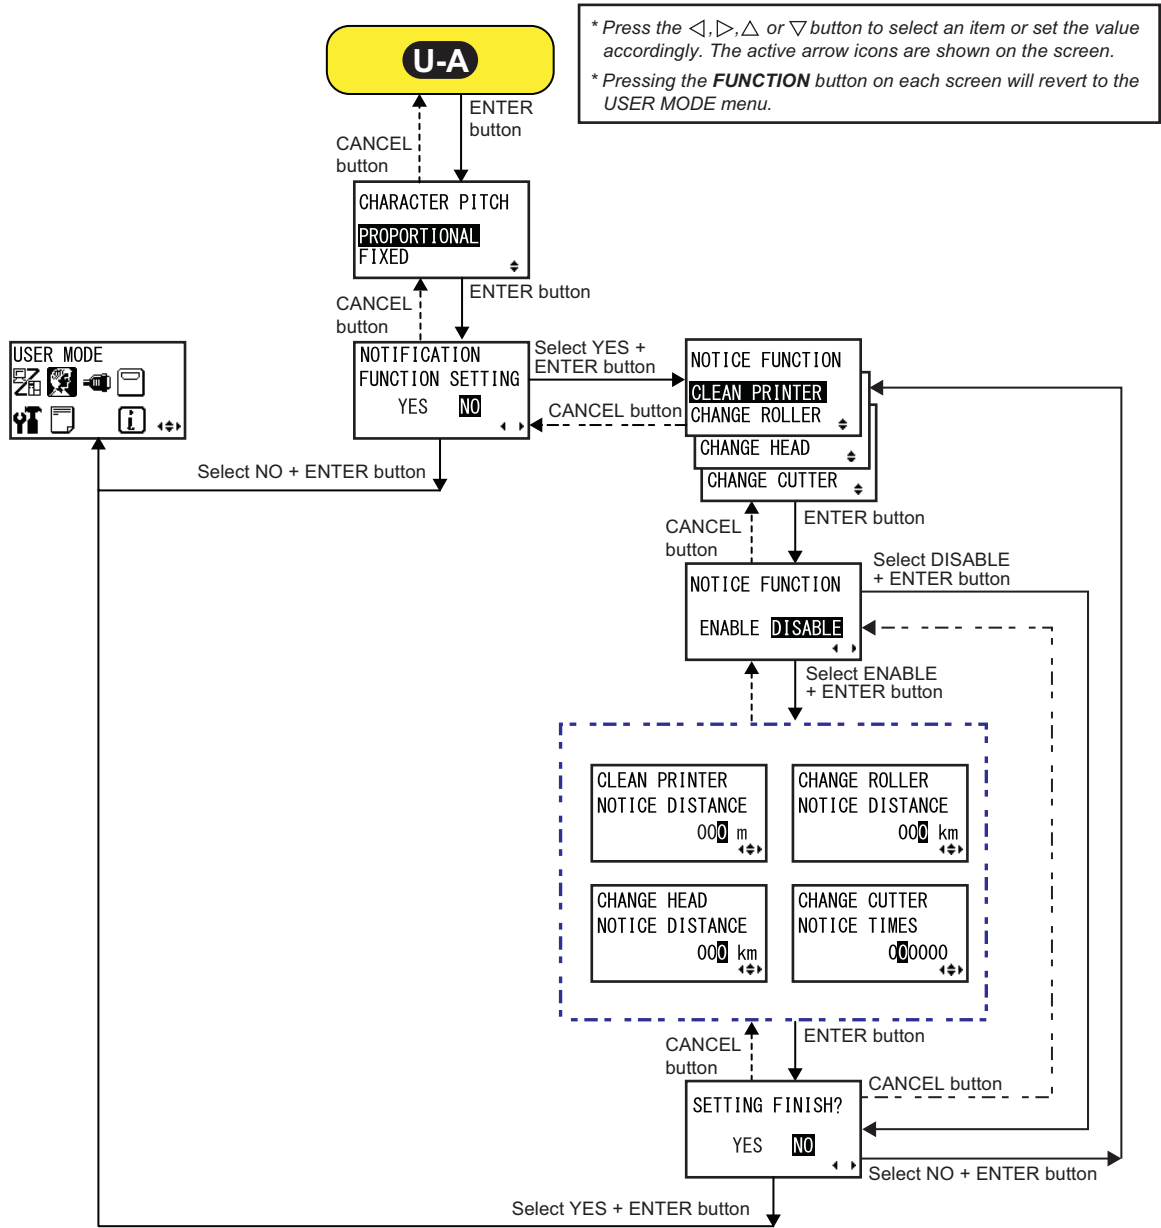 * Press the ◁, ▷, △ or ▽ button to select an item or set the value
accordingly. The active arrow icons are shown on the screen.
* Pressing the FUNCTION button on each screen will revert to the
USER MODE menu.
U-A
ENTER
button
CANCEL
button
CHARACTER PITCH
PROPORTIONAL
FIXED
ENTER button
CANCEL
button
USER MODE
i
NOTIFICATION
FUNCTION SETTING
YES NO
Select YES +
ENTER button
CANCEL button
NOTICE FUNCTION
CLEAN PRINTER
CHANGE ROLLER
CHANGE HEAD
CHANGE CUTTER
Select NO + ENTER button
CANCEL
button
ENTER button
NOTICE FUNCTION
ENABLE DISABLE
Select DISABLE
+ ENTER button
Select ENABLE
+ ENTER button
CLEAN PRINTER
NOTICE DISTANCE
000 m
CHANGE ROLLER
NOTICE DISTANCE
000 km
CHANGE HEAD
NOTICE DISTANCE
000 km
CHANGE CUTTER
NOTICE TIMES
000000
CANCEL
button
ENTER button
SETTING FINISH?
YES NO
CANCEL button
Select NO + ENTER button
Select YES + ENTER button